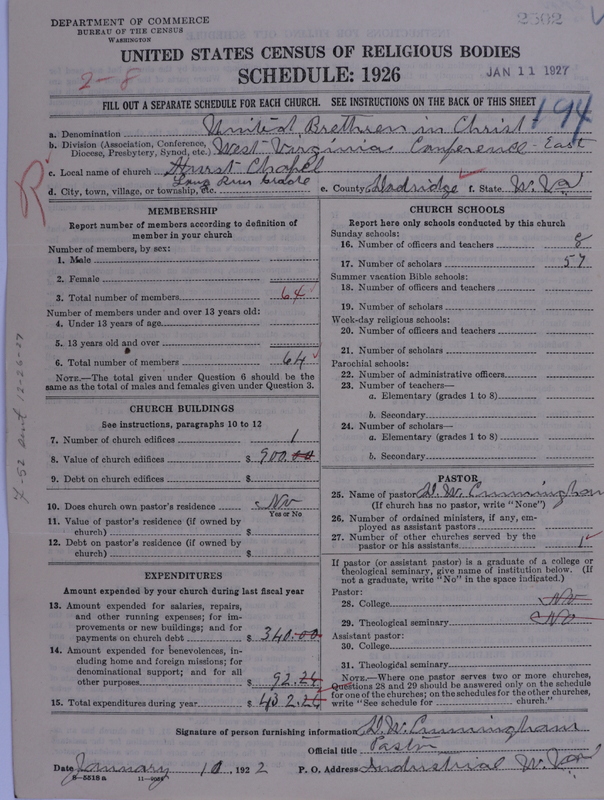 DEPARTMENT OF COMMERCE
BUREAU OF THE CENSUS
WASHINGTON
2302
UNITED STATES CENSUS OF RELIGIOUS BODIES
SCHEDULE: 1926
2-8
JAN 11 1927
FILL OUT A SEPARATE SCHEDULE FOR EACH CHURCH. SEE INSTRUCTIONS ON THE BACK OF THIS SHEET
194
a. Denomination United Brethren in Christ
b. Division (Association, Conference, Diocese, Presbytery, Synod, etc.) West Virginia Conference East
c. Local name of church Hurst Chapel
d. City, town, village, or township, etc. Long Run
e. County Dodridge f. State W. Va
MEMBERSHIP
Report number of members according to definition of
member in your church
Number of members, by sex:
1. Male
2. Female
3. Total number of members 64
Number of members under and over 13 years old:
4. Under 13 years of age
5. 13 years old and over
6. Total number of members 64
NOTE.—The total given under Question 6 should be the
same as the total of males and females given under Question 3.
CHURCH BUILDINGS
See instructions, paragraphs 10 to 12
7. Number of church edifices 1
8. Value of church edifices $ 900.00
9. Debt on church edifices $
10. Does church own pastor's residence No
Yes or No
11. Value of pastor's residence (if owned by
church) $
12. Debt on pastor's residence (if owned by
church) $
EXPENDITURES
Amount expended by your church during last fiscal year
13. Amount expended for salaries, repairs,
and other running expenses; for im-
provements or new buildings; and for
payments on church debt $ 340.00
14. Amount expended for benevolences, in-
cluding home and foreign missions; for
denominational support; and for all
other purposes $ 92.26
15. Total expenditures during year $ 432.26
CHURCH SCHOOLS
Report here only schools conducted by this church
Sunday schools:
16. Number of officers and teachers 8
17. Number of scholars 57
Summer vacation Bible schools:
18. Number of officers and teachers
19. Number of scholars
Week-day religious schools:
20. Number of officers and teachers
21. Number of scholars
Parochial schools:
22. Number of administrative officers
23. Number of teachers—
a. Elementary (grades 1 to 8)
b. Secondary
24. Number of scholars—
a. Elementary (grades 1 to 8)
b. Secondary
PASTOR
25. Name of pastor W. Cunningham
(If church has no pastor, write "None")
26. Number of ordained ministers, if any, em-
ployed as assistant pastors
27. Number of other churches served by the
pastor or his assistants 1
If pastor (or assistant pastor) is a graduate of a college or
theological seminary, give name of institution below. (If
not a graduate, write "No" in the space indicated.)
Pastor:
28. College No
29. Theological seminary No
Assistant pastor:
30. College
31. Theological seminary
NOTE.—Where one pastor serves two or more churches,
Questions 28 and 29 should be answered only on the schedule
for one of the churches; on the schedules for the other churches,
write "See schedule for ______ church."
Signature of person furnishing information W. Cunningham
Official title Pastor
Date January 10, 1922 P. O. Address Industrial W. Va
8-5518a
4-52 sent 12-26-27